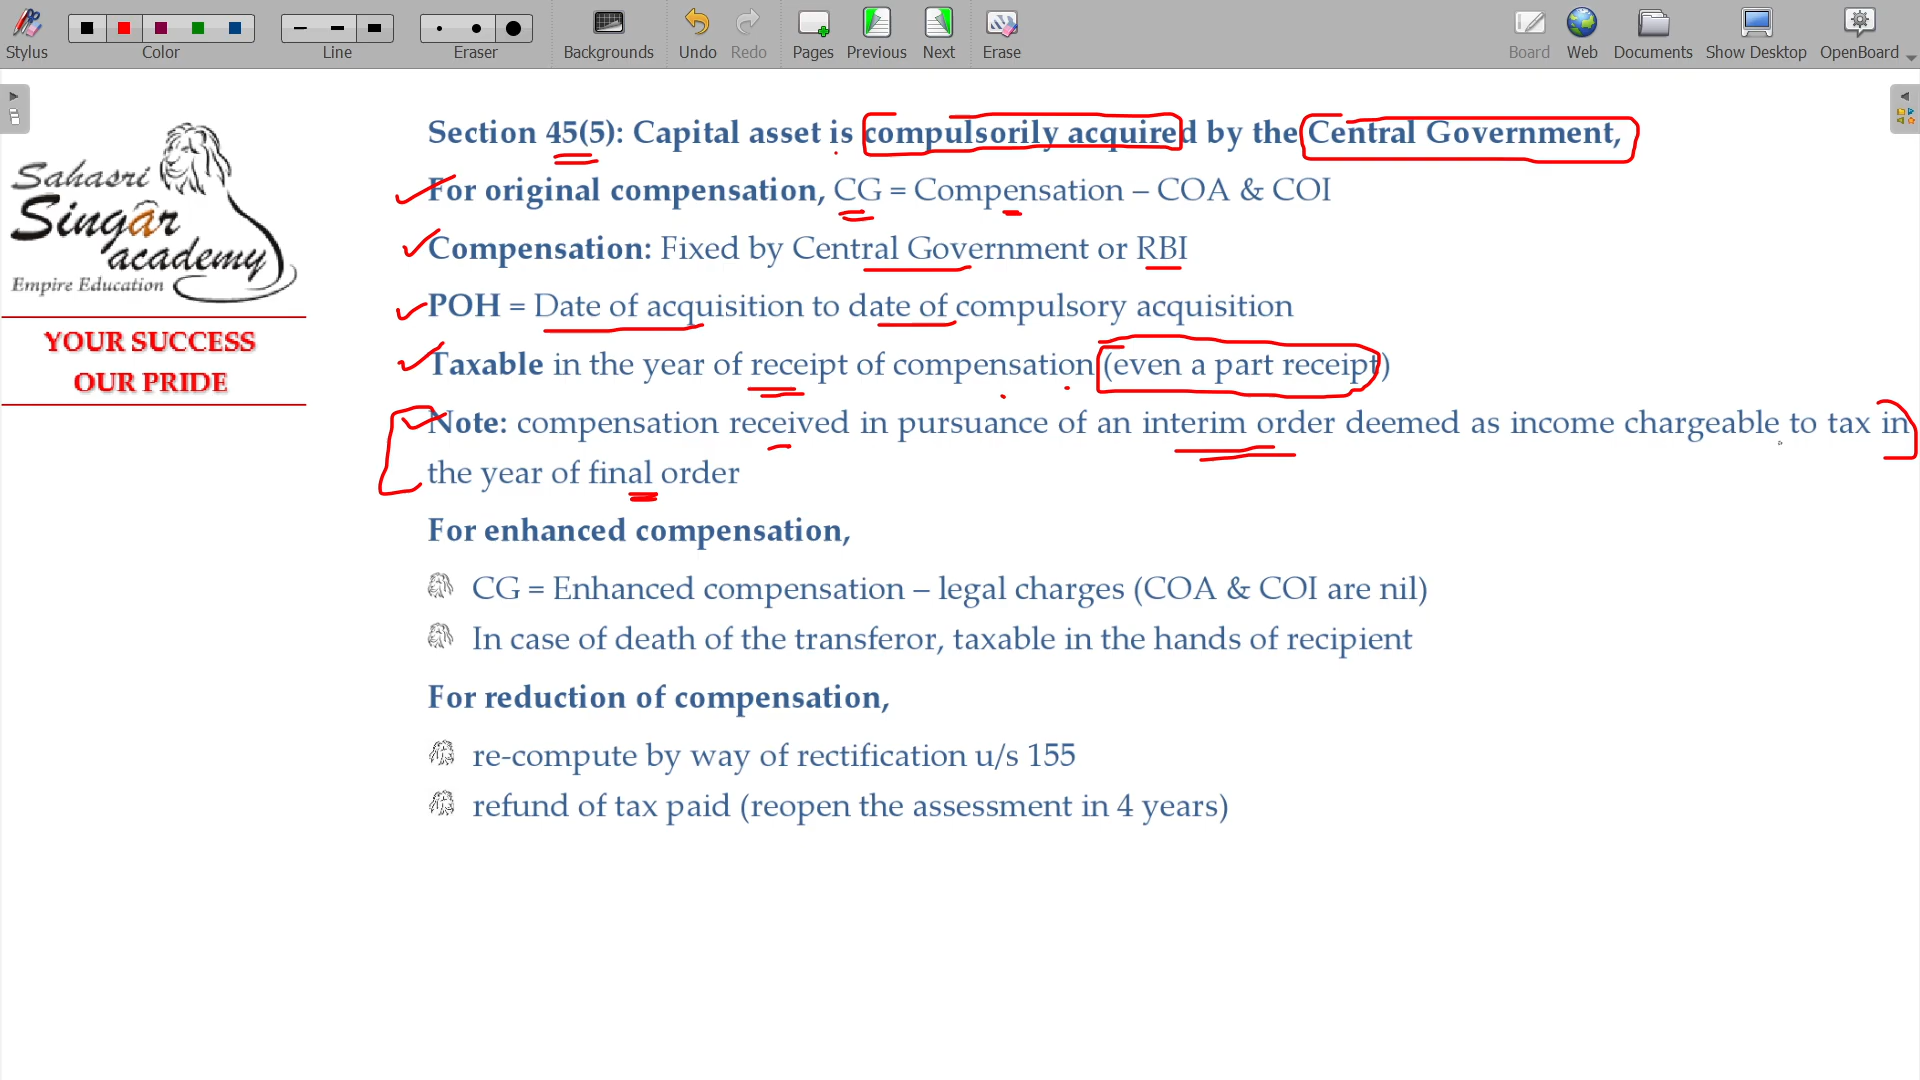 Stylus
Color
Line
Eraser
Backgrounds
Undo
Redo
Pages
Previous
Next
Erase
Board
Web
Documents
Show Desktop
OpenBoard
Sahasri
Singar
academy
Empire Education
YOUR SUCCESS
OUR PRIDE
Section 45(5): Capital asset is compulsorily acquired by the Central Government,
For original compensation, CG = Compensation – COA & COI
Compensation: Fixed by Central Government or RBI
POH = Date of acquisition to date of compulsory acquisition
Taxable in the year of receipt of compensation (even a part receipt)
Note: compensation received in pursuance of an interim order deemed as income chargeable to tax in
the year of final order
For enhanced compensation,
CG = Enhanced compensation – legal charges (COA & COI are nil)
In case of death of the transferor, taxable in the hands of recipient
For reduction of compensation,
re-compute by way of rectification u/s 155
refund of tax paid (reopen the assessment in 4 years)